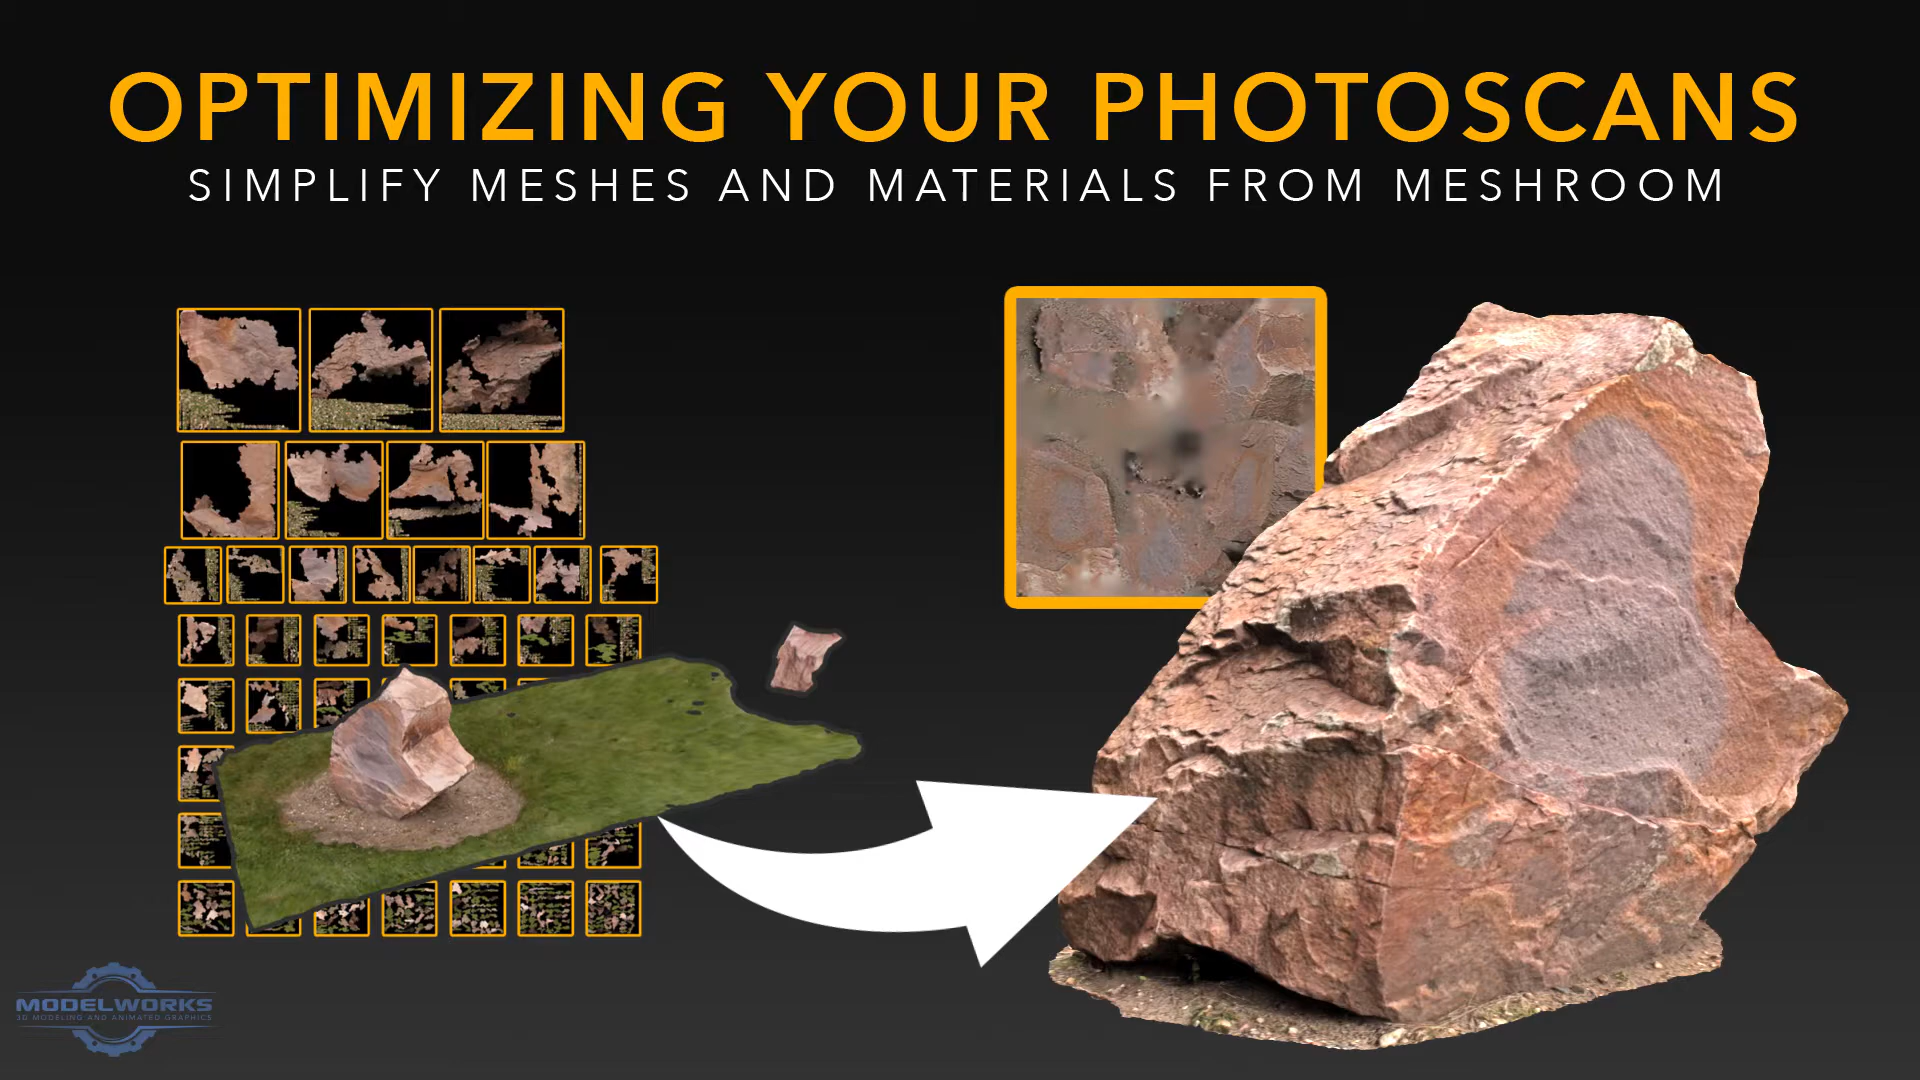 OPTIMIZING YOUR PHOTOSCANS
SIMPLIFY MESHES AND MATERIALS FROM MESHROOM
MODELWORKS
3D MODELING AND ANIMATED GRAPHICS